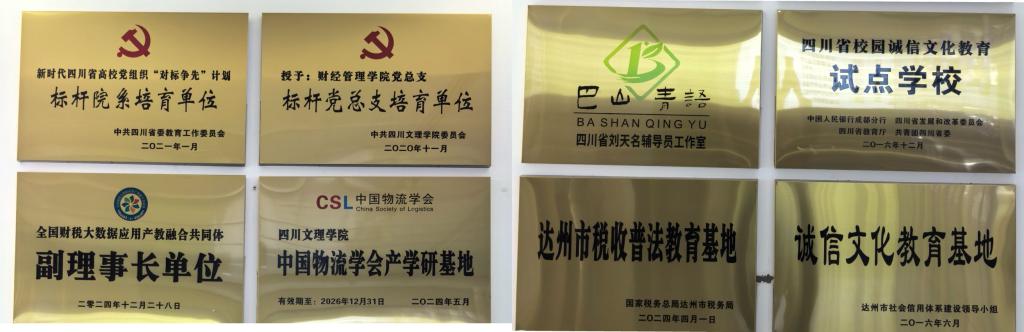 新时代四川省高校党组织“对标争先”计划
标杆院系培育单位
中共四川省委教育工作委员会
二〇二一年一月
授予：财经管理学院党总支
标杆党总支培育单位
中共四川文理学院委员会
二〇二〇年十一月
巴山青語
BA SHAN QING YU
四川省刘天名辅导员工作室
四川省校园诚信文化教育
试点学校
中国人民银行成都分行 四川省发展和改革委员会
四川省教育厅 共青团四川省委
二〇一六年十二月
全国财税大数据应用产教融合共同体
副理事长单位
二零二四年十二月二十八日
CSL 中国物流学会
China Society of Logistics
四川文理学院
中国物流学会产学研基地
有效期至：2026年12月31日 二〇二四年五月
达州市税收普法教育基地
国家税务总局达州市税务局
二〇二四年四月一日
诚信文化教育基地
达州市社会信用体系建设领导小组
二〇一六年六月